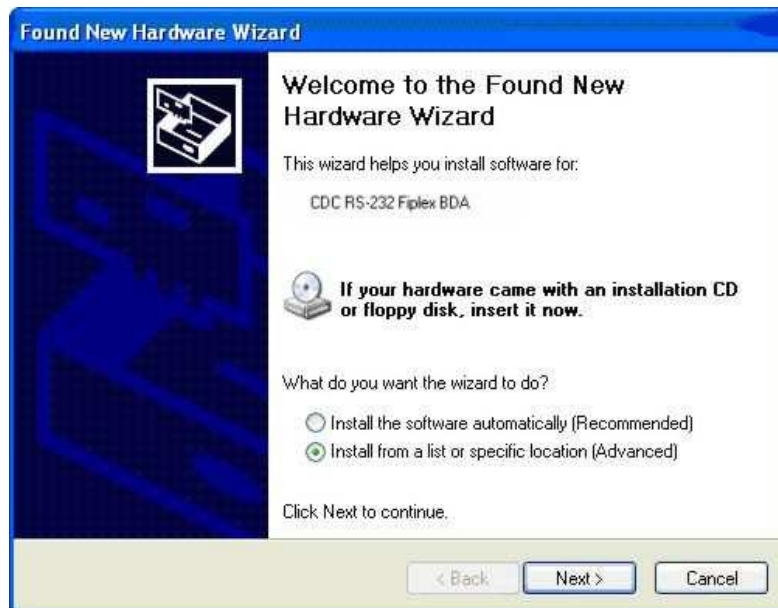 Found New Hardware Wizard
Welcome to the Found New
Hardware Wizard
This wizard helps you install software for:
CDC RS-232 Fiplex BDA
If your hardware came with an installation CD
or floppy disk, insert it now.
What do you want the wizard to do?
Install the software automatically (Recommended)
Install from a list or specific location (Advanced)
Click Next to continue.
< Back
Next >
Cancel